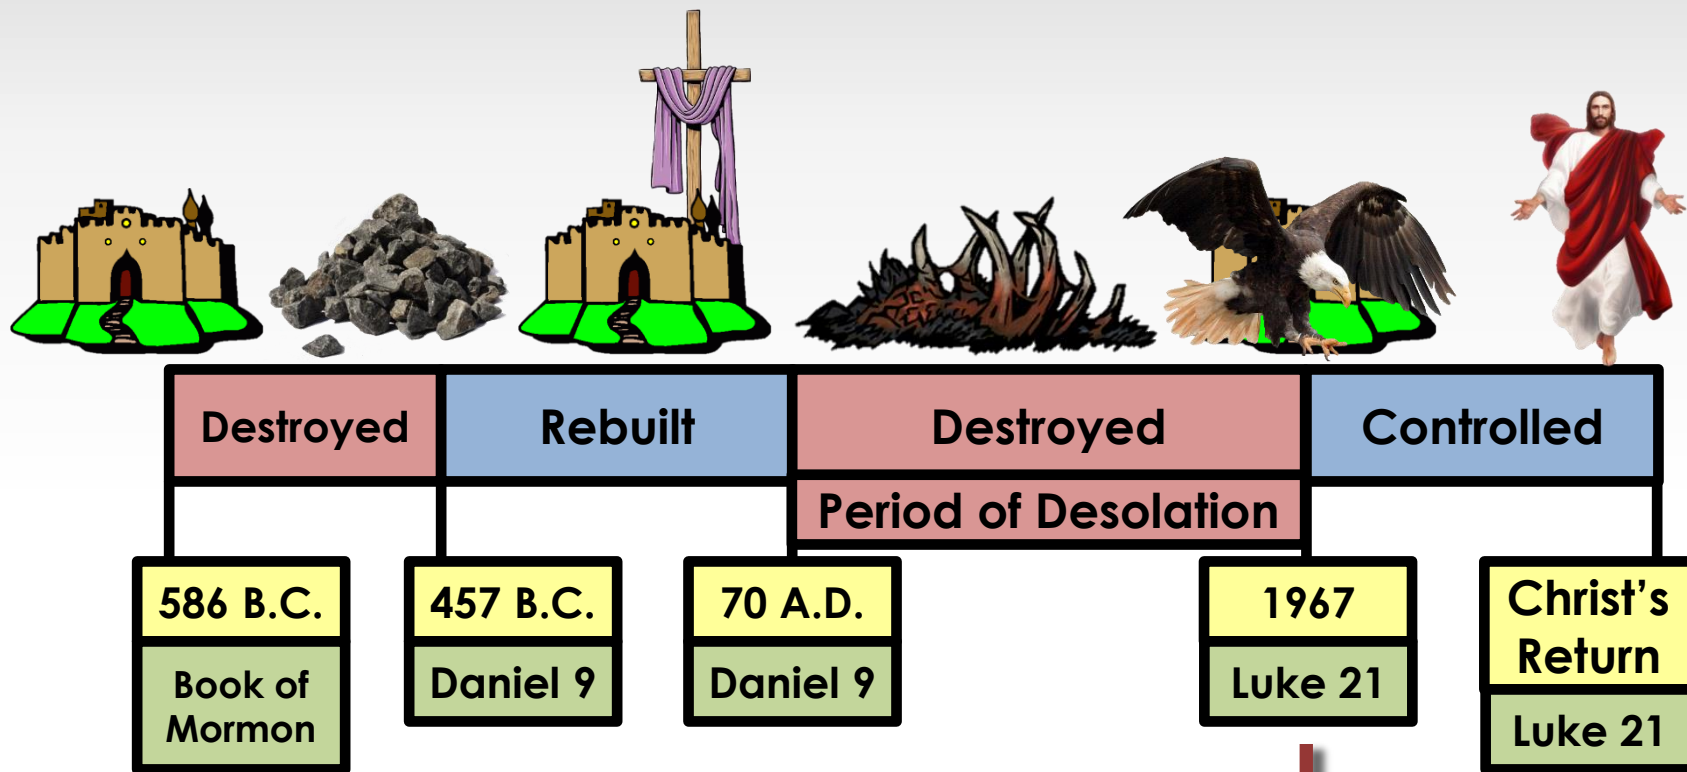 Destroyed
Rebuilt
Destroyed
Controlled
Period of Desolation
586 B.C.
Book of
Mormon
457 B.C.
Daniel 9
70 A.D.
Daniel 9
1967
Luke 21
Christ's
Return
Luke 21